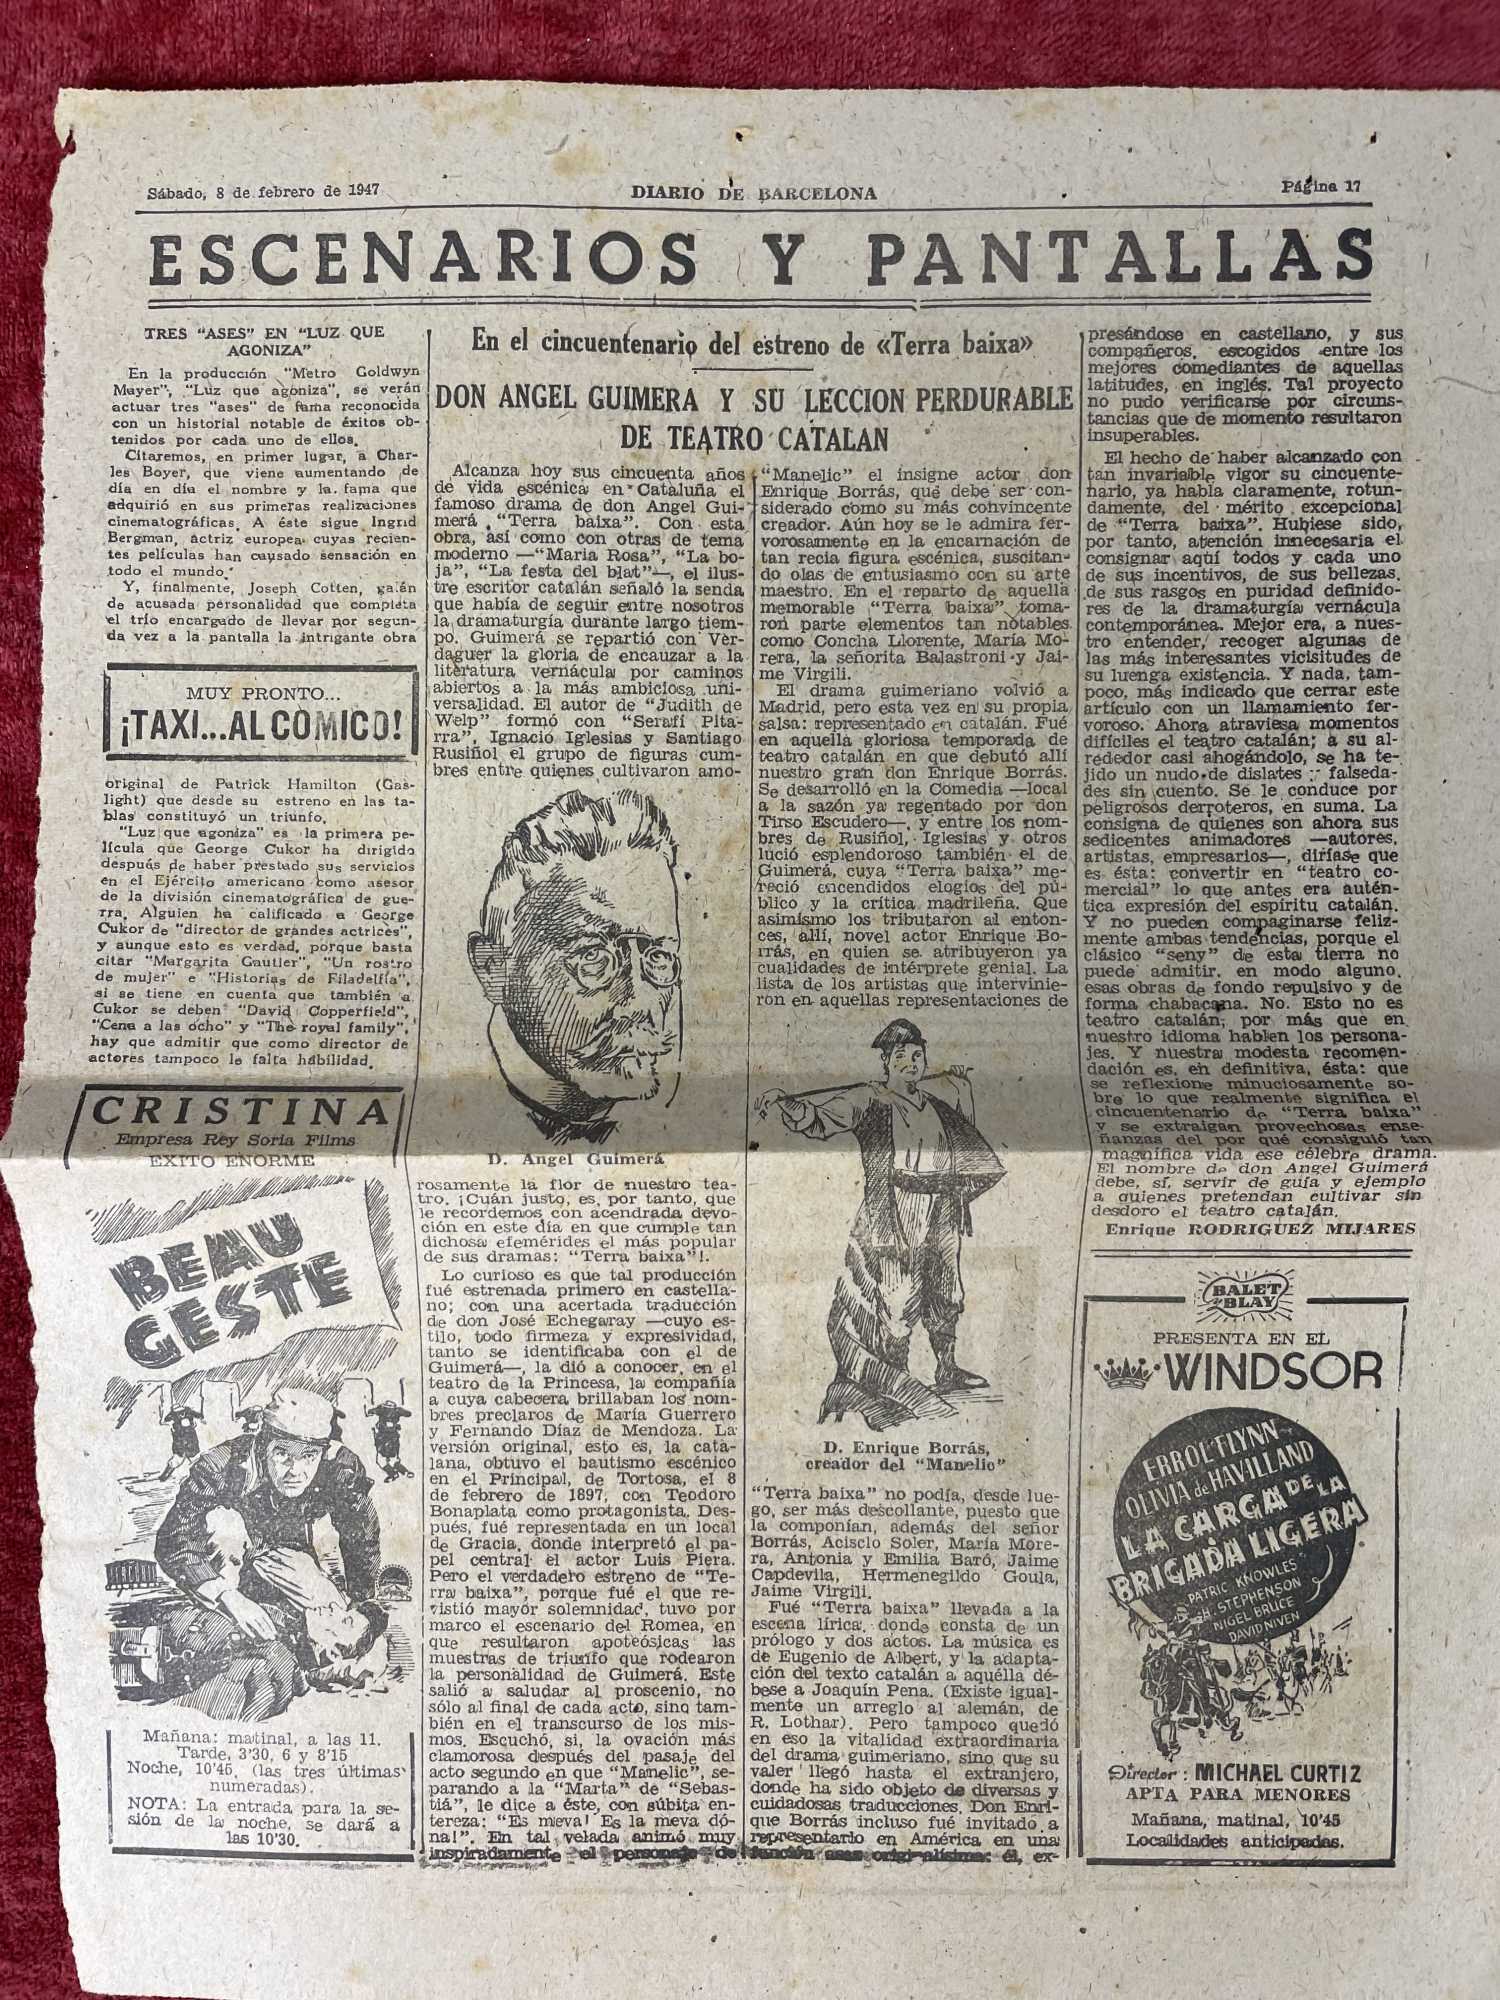 Sábado, 8 de febrero de 1947
DIARIO DE BARCELONA
Página 17
ESCENARIOS Y PANTALLAS
TRES "ASES" EN "LUZ QUE
AGONIZA"
En la producción "Metro Goldwyn
Mayer", "Luz que agoniza", se verán
actuar tres "ases" de fama reconocida
con un historial notable de éxitos ob-
tenidos por cada uno de ellos.
Citaremos, en primer lugar, a Char-
les Boyer, que viene aumentando de
día en día el nombre y la fama que
adquirió en sus primeras realizaciones
cinematográficas. A éste sigue Ingrid
Bergman, actriz europea cuyas recien-
tes películas han causado sensación en
todo el mundo.
Y, finalmente, Joseph Cotten, galán
de acusada personalidad que completa
el trío encargado de llevar por segun-
da vez a la pantalla la intrigante obra
MUY PRONTO...
¡TAXI...AL COMICO!
original de Patrick Hamilton (Gas-
light) que desde su estreno en las ta-
blas constituyó un triunfo.
"Luz que agoniza" es la primera pe-
lícula que George Cukor ha dirigido
después de haber prestado sus servicios
en el Ejército americano como asesor
de la división cinematográfica de gue-
rra. Alguien ha calificado a George
Cukor de "director de grandes actrices",
y aunque esto es verdad, porque basta
citar "Margarita Gautier", "Un rostro
de mujer" e "Historias de Filadelfia",
si se tiene en cuenta que también a
Cukor se deben "David Copperfield",
"Cena a las ocho" y "The royal family",
hay que admitir que como director de
actores tampoco le falta habilidad.
CRISTINA
Empresa Rey Soria Films
EXITO ENORME
BEAU
GESTE
Mañana: matinal, a las 11.
Tarde, 3'30, 6 y 8'15
Noche, 10'45, (las tres últimas
numeradas).
NOTA: La entrada para la se-
sión de la noche, se dará a
las 10'30.
En el cincuentenario del estreno de «Terra baixa»
DON ANGEL GUIMERA Y SU LECCION PERDURABLE
DE TEATRO CATALAN
Alcanza hoy sus cincuenta años
de vida escénica en Cataluña el
famoso drama de don Angel Gui-
merá "Terra baixa". Con esta
obra, así como con otras de tema
moderno —"Maria Rosa", "La bo-
ja", "La festa del blat"—, el ilus-
tre escritor catalán señaló la senda
que había de seguir entre nosotros
la dramaturgia durante largo tiem-
po. Guimerá se repartió con Ver-
daguer la gloria de encauzar a la
literatura vernácula por caminos
abiertos a la más ambiciosa uni-
versalidad. El autor de "Judith de
Welp" formó con "Serafí Pita-
rra", Ignacio Iglesias y Santiago
Rusiñol el grupo de figuras cum-
bres entre quienes cultivaron amo-
D. Angel Guimerá
rosamente la flor de nuestro tea-
tro. ¡Cuán justo, es, por tanto, que
le recordemos con acendrada devo-
ción en este día en que cumple tan
dichosa efemérides el más popular
de sus dramas: "Terra baixa"!.
Lo curioso es que tal producción
fué estrenada primero en castella-
no; con una acertada traducción
de don José Echegaray —cuyo es-
tilo, todo firmeza y expresividad,
tanto se identificaba con el de
Guimerá—, la dió a conocer, en el
teatro de la Princesa, la compañía
a cuya cabecera brillaban los nom-
bres preclaros de María Guerrero
y Fernando Díaz de Mendoza. La
versión original, esto es, la cata-
lana, obtuvo el bautismo escénico
en el Principal, de Tortosa, el 8
de febrero de 1897, con Teodoro
Bonaplata como protagonista. Des-
pués, fué representada en un local
de Gracia, donde interpretó el pa-
pel central el actor Luis Piera.
Pero el verdadero estreno de "Te-
rra baixa", porque fué el que re-
vistió mayor solemnidad, tuvo por
marco el escenario del Romea, en
que resultaron apoteósicas las
muestras de triunfo que rodearon
la personalidad de Guimerá. Este
salió a saludar al proscenio, no
sólo al final de cada acto, sino tam-
bién en el transcurso de los mis-
mos. Escuchó, sí, la ovación más
clamorosa después del pasaje del
acto segundo en que "Manelic", se-
parando a la "Marta" de "Sebas-
tiá", le dice a éste, con súbita en-
tereza: "Es meva! Es la meva dó-
na!". En tal velada animó muy
inspiradamente el personaje de
"Manelic" el insigne actor don
Enrique Borrás, que debe ser con-
siderado como su más convincente
creador. Aún hoy se le admira fer-
vorosamente en la encarnación de
tan recia figura escénica, suscitan-
do olas de entusiasmo con su arte
maestro. En el reparto de aquella
memorable "Terra baixa" toma-
ron parte elementos tan notables
como Concha Llorente, María Mo-
rera, la señorita Balastroni y Jai-
me Virgili.
El drama guimeriano volvió a
Madrid, pero esta vez en su propia
salsa: representado en catalán. Fué
en aquella gloriosa temporada de
teatro catalán en que debutó allí
nuestro gran don Enrique Borrás.
Se desarrolló en la Comedia —local
a la sazón ya regentado por don
Tirso Escudero—, y entre los nom-
bres de Rusiñol, Iglesias y otros
lució esplendoroso también el de
Guimerá, cuya "Terra baixa" me-
reció encendidos elogios del pú-
blico y la crítica madrileña. Que
asimismo los tributaron al enton-
ces, allí, novel actor Enrique Bo-
rrás, en quien se atribuyeron ya
cualidades de intérprete genial. La
lista de los artistas que intervinie-
ron en aquellas representaciones de
D. Enrique Borrás,
creador del "Manelic"
"Terra baixa" no podía, desde lue-
go, ser más descollante, puesto que
la componían, además del señor
Borrás, Acisclo Soler, María More-
ra, Antonia y Emilia Baró, Jaime
Capdevila, Hermenegildo Goula,
Jaime Virgili.
Fué "Terra baixa" llevada a la
escena lírica, donde consta de un
prólogo y dos actos. La música es
de Eugenio de Albert, y la adapta-
ción del texto catalán a aquélla dé-
bese a Joaquín Pena. (Existe igual-
mente un arreglo al alemán, de
R. Lothar). Pero tampoco quedó
en eso la vitalidad extraordinaria
del drama guimeriano, sino que su
valer llegó hasta el extranjero,
donde ha sido objeto de diversas y
cuidadosas traducciones. Don Enri-
que Borrás incluso fué invitado a
representarlo en América en una
función asaz originalísima: él, ex-
presándose en castellano, y sus
compañeros, escogidos entre los
mejores comediantes de aquellas
latitudes, en inglés. Tal proyecto
no pudo verificarse por circuns-
tancias que de momento resultaron
insuperables.
El hecho de haber alcanzado con
tan invariable vigor su cincuente-
nario, ya habla claramente, rotun-
damente, del mérito excepcional
de "Terra baixa". Hubiese sido,
por tanto, atención innecesaria el
consignar aquí todos y cada uno
de sus incentivos, de sus bellezas,
de sus rasgos en puridad definido-
res de la dramaturgia vernácula
contemporánea. Mejor era, a nues-
tro entender, recoger algunas de
las más interesantes vicisitudes de
su luenga existencia. Y nada, tam-
poco, más indicado que cerrar este
artículo con un llamamiento fer-
voroso. Ahora atraviesa momentos
difíciles el teatro catalán; a su al-
rededor casi ahogándolo, se ha te-
jido un nudo de dislates y falseda-
des sin cuento. Se le conduce por
peligrosos derroteros, en suma. La
consigna de quienes son ahora sus
sedicentes animadores —autores,
artistas, empresarios—, diríase que
es ésta: convertir en "teatro co-
mercial" lo que antes era autén-
tica expresión del espíritu catalán.
Y no pueden compaginarse feliz-
mente ambas tendencias, porque el
clásico "seny" de esta tierra no
puede admitir, en modo alguno,
esas obras de fondo repulsivo y de
forma chabacana. No. Esto no es
teatro catalán, por más que en
nuestro idioma hablen los persona-
jes. Y nuestra modesta recomen-
dación es, en definitiva, ésta: que
se reflexione minuciosamente so-
bre lo que realmente significa el
cincuentenario de "Terra baixa"
y se extraigan provechosas ense-
ñanzas del por qué consiguió tan
magnífica vida ese célebre drama.
El nombre de don Angel Guimerá
debe, sí, servir de guía y ejemplo
a quienes pretendan cultivar sin
desdoro el teatro catalán.
Enrique RODRIGUEZ MIJARES
BALET
Y BLAY
PRESENTA EN EL
WINDSOR
ERROL FLYNN
OLIVIA de HAVILLAND
LA CARGA DE LA
BRIGADA LIGERA
PATRIC KNOWLES
H. STEPHENSON
NIGEL BRUCE
DAVID NIVEN
Director: MICHAEL CURTIZ
APTA PARA MENORES
Mañana, matinal, 10'45
Localidades anticipadas.